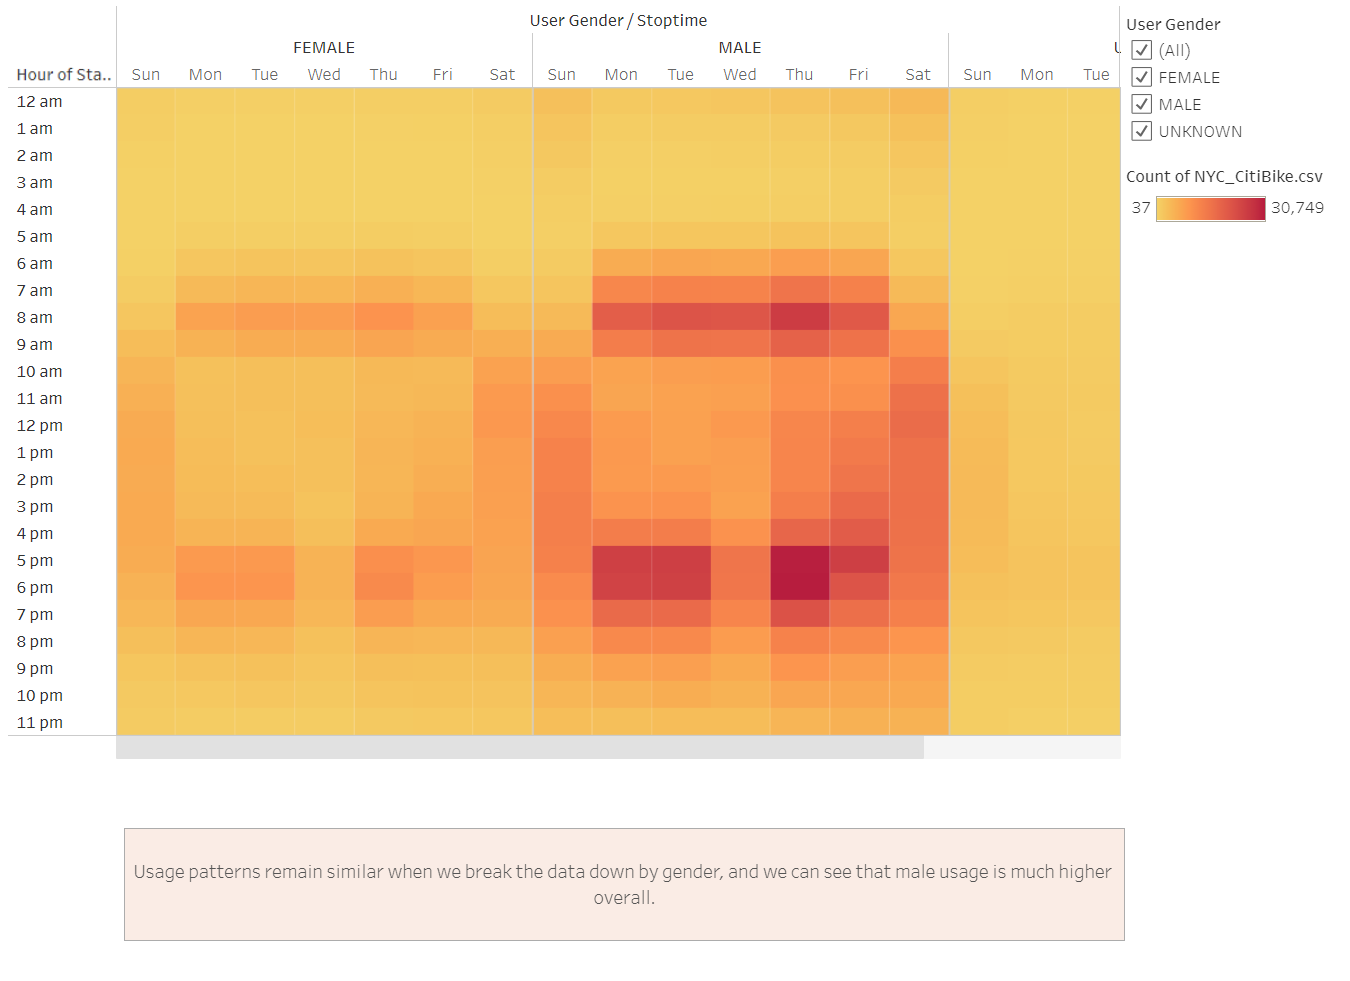 User Gender / Stoptime
FEMALE MALE
Hour of Sta.. Sun Mon Tue Wed Thu Fri Sat Sun Mon Tue Wed Thu Fri Sat Sun Mon Tue
12 am
1 am
2 am
3 am
4 am
5 am
6 am
7 am
8 am
9 am
10 am
11 am
12 pm
1 pm
2 pm
3 pm
4 pm
5 pm
6 pm
7 pm
8 pm
9 pm
10 pm
11 pm
User Gender
(All)
FEMALE
MALE
UNKNOWN
Count of NYC_CitiBike.csv
37 30,749
Usage patterns remain similar when we break the data down by gender, and we can see that male usage is much higher
overall.